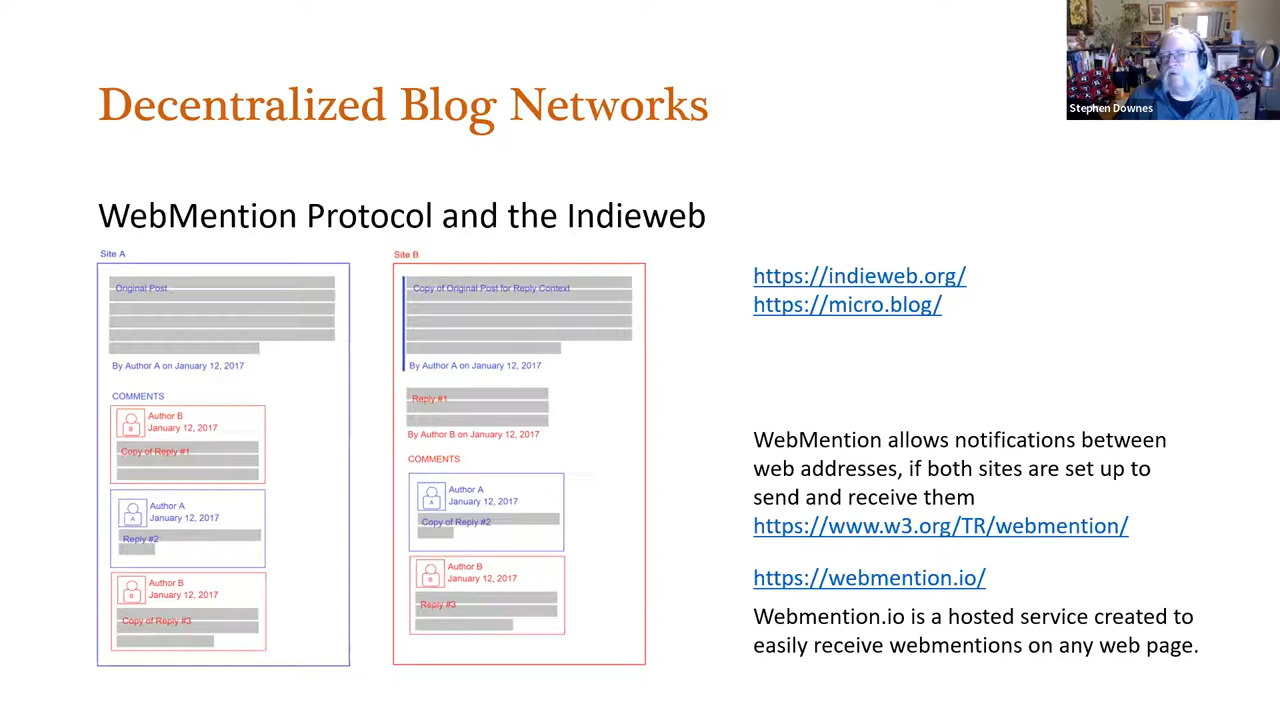 Decentralized Blog Networks
Stephen Downes
WebMention Protocol and the Indieweb
Site A
Original Post
By Author A on January 12, 2017
COMMENTS
Author B
January 12, 2017
B
Copy of Reply #1
Author A
January 12, 2017
A
Reply #2
Author B
January 12, 2017
B
Copy of Reply #3
Site B
Copy of Original Post for Reply Context
By Author A on January 12, 2017
Reply #1
By Author B on January 12, 2017
COMMENTS
Author A
January 12, 2017
A
Copy of Reply #2
Author B
January 12, 2017
B
Reply #3
https://indieweb.org/
https://micro.blog/
WebMention allows notifications between
web addresses, if both sites are set up to
send and receive them
https://www.w3.org/TR/webmention/
https://webmention.io/
Webmention.io is a hosted service created to
easily receive webmentions on any web page.